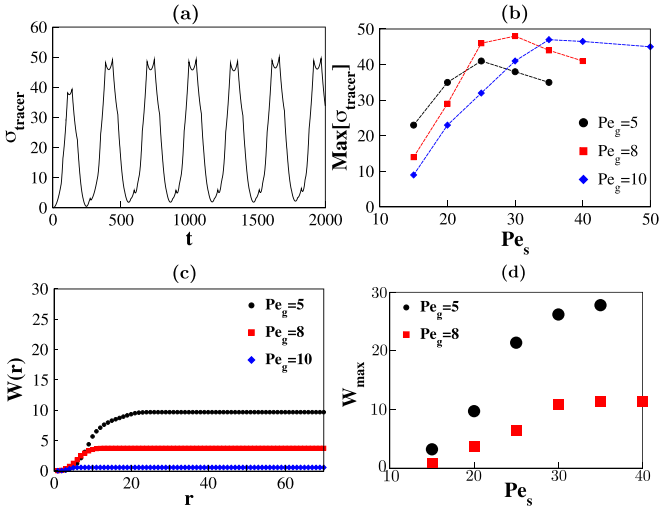 (a)
σtracer
60
50
40
30
20
10
0
0 500 1000 1500 2000
t
(b)
Max[σtracer]
50
40
30
20
10
0
10 20 30 40 50
Pes
Peg=5
Peg=8
Peg=10
(c)
W(r)
30
25
20
15
10
5
0
0 20 40 60
r
Peg=5
Peg=8
Peg=10
(d)
Wmax
30
20
10
0
10 20 30 40
Pes
Peg=5
Peg=8